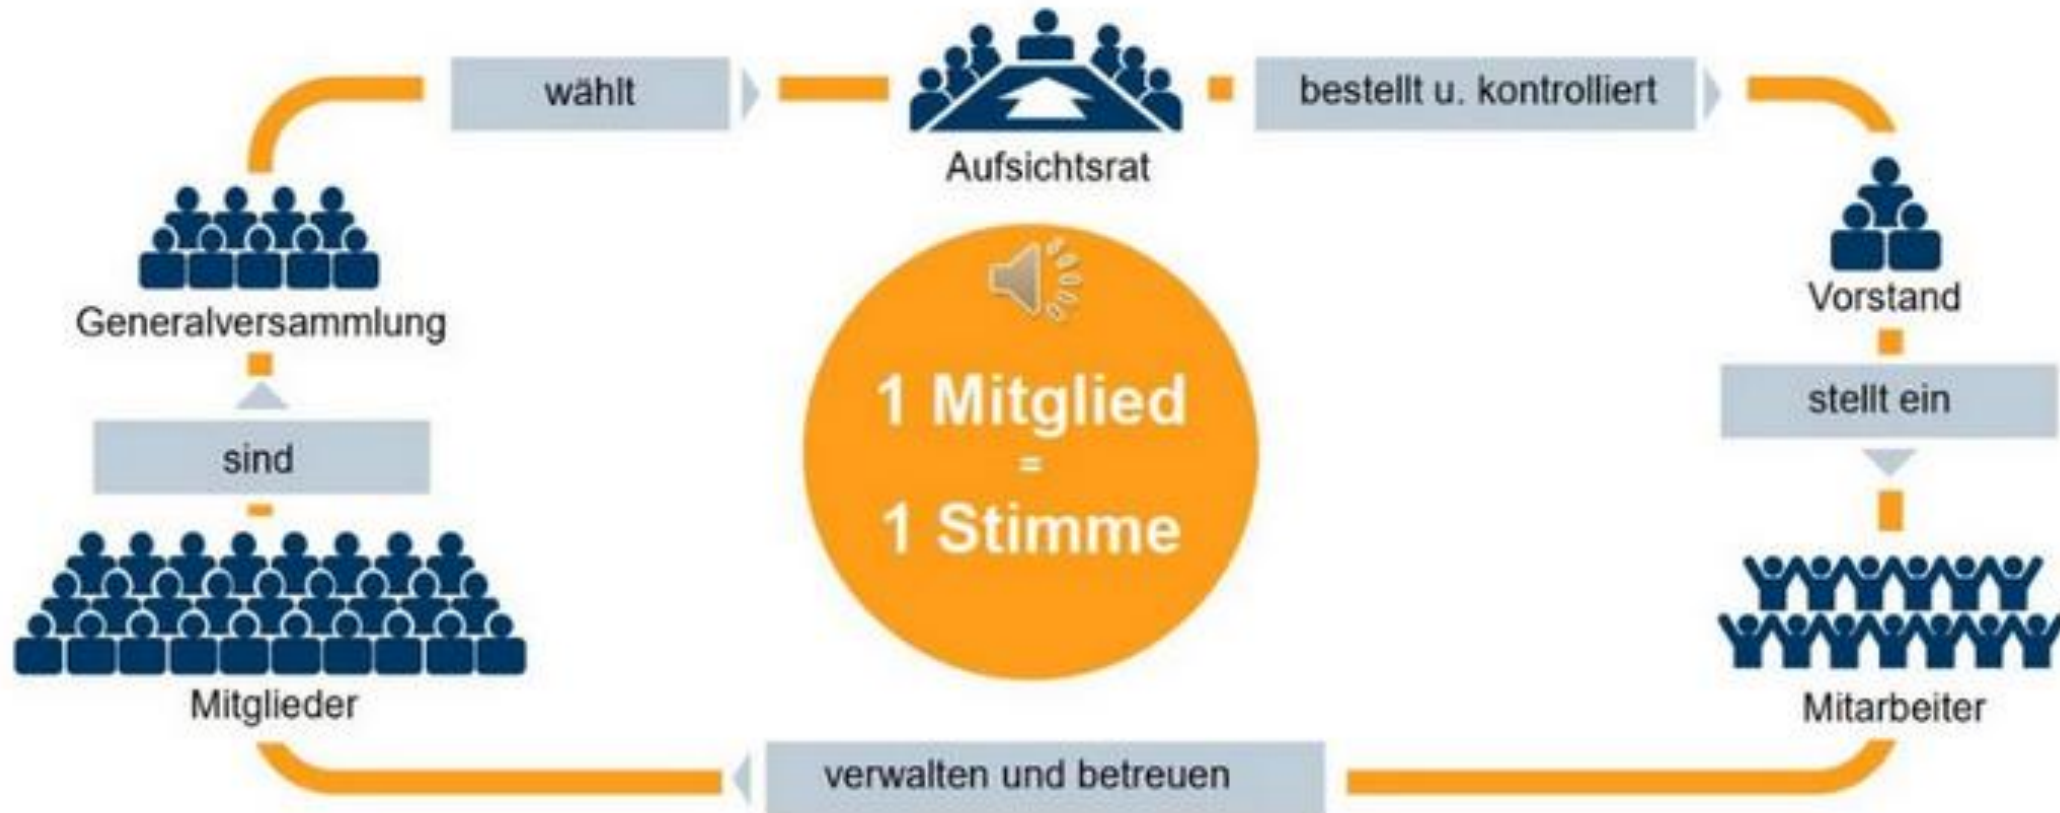 wählt
Aufsichtsrat
bestellt u. kontrolliert
Generalversammlung
Vorstand
sind
1 Mitglied
=
1 Stimme
stellt ein
Mitglieder
Mitarbeiter
verwalten und betreuen